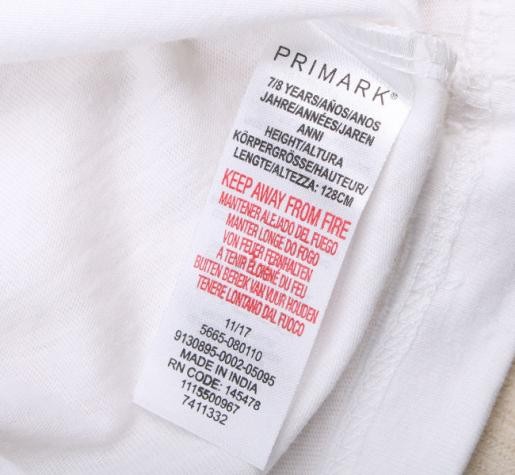 PRIMARK®
7/8 YEARS/AÑOS/ANOS
JAHRE/ANNÉES/JAREN
ANNI
HEIGHT/ALTURA
KÖRPERGRÖSSE/HAUTEUR/
LENGTE/ALTEZZA: 128CM
KEEP AWAY FROM FIRE
MANTENER ALEJADO DEL FUEGO
MANTER LONGE DO FOGO
VON FEUER FERNHALTEN
A TENIR ÉLOIGNÉ DU FEU
BUITEN BEREIK VAN VUUR HOUDEN
TENERE LONTANO DAL FUOCO
11/17
5665-080110
9130895-0002-05095
MADE IN INDIA
RN CODE: 145478
1115500967
7411332